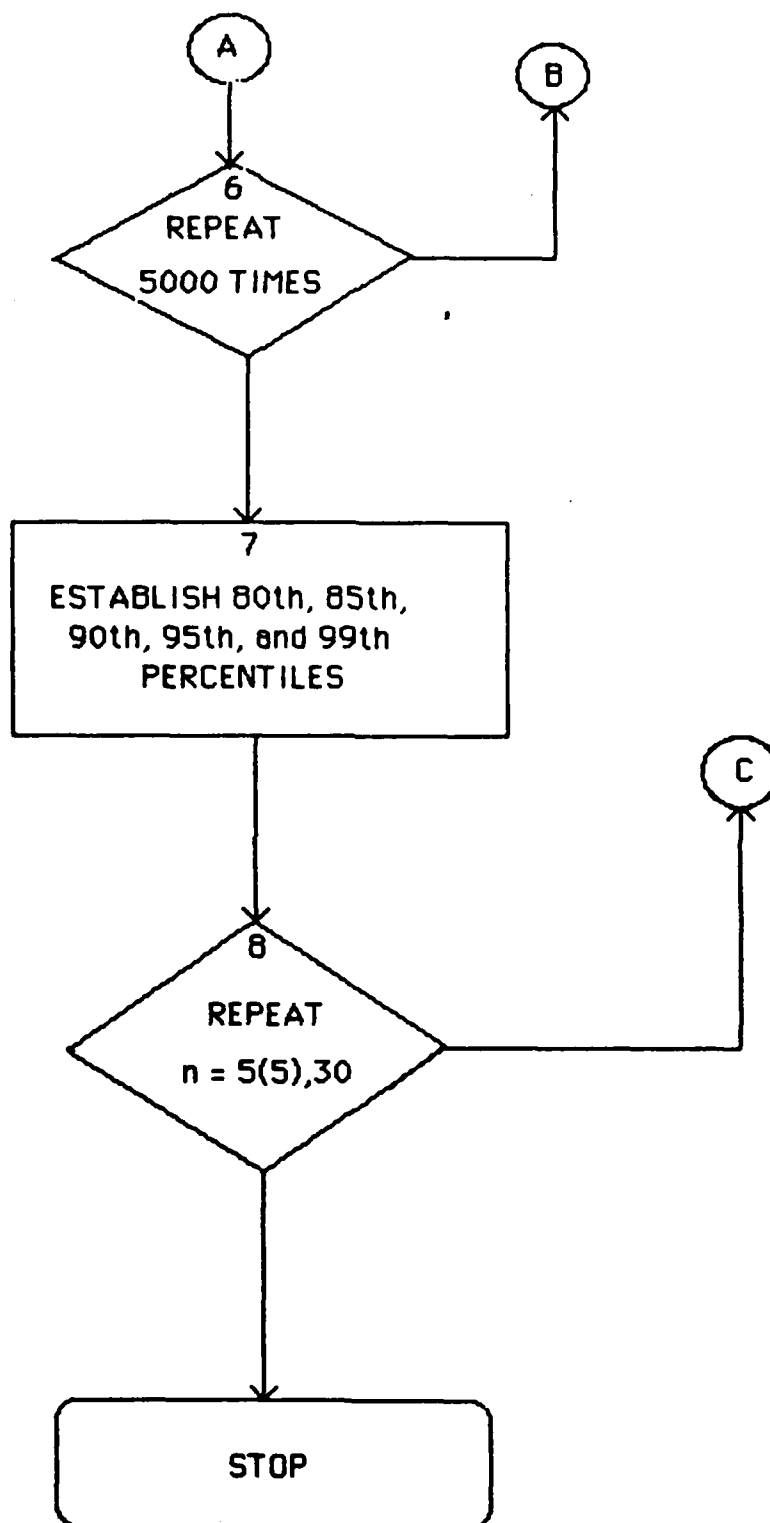 A
B
6
REPEAT
5000 TIMES
7
ESTABLISH 80th, 85th,
90th, 95th, and 99th
PERCENTILES
C
8
REPEAT
n = 5(5),30
STOP